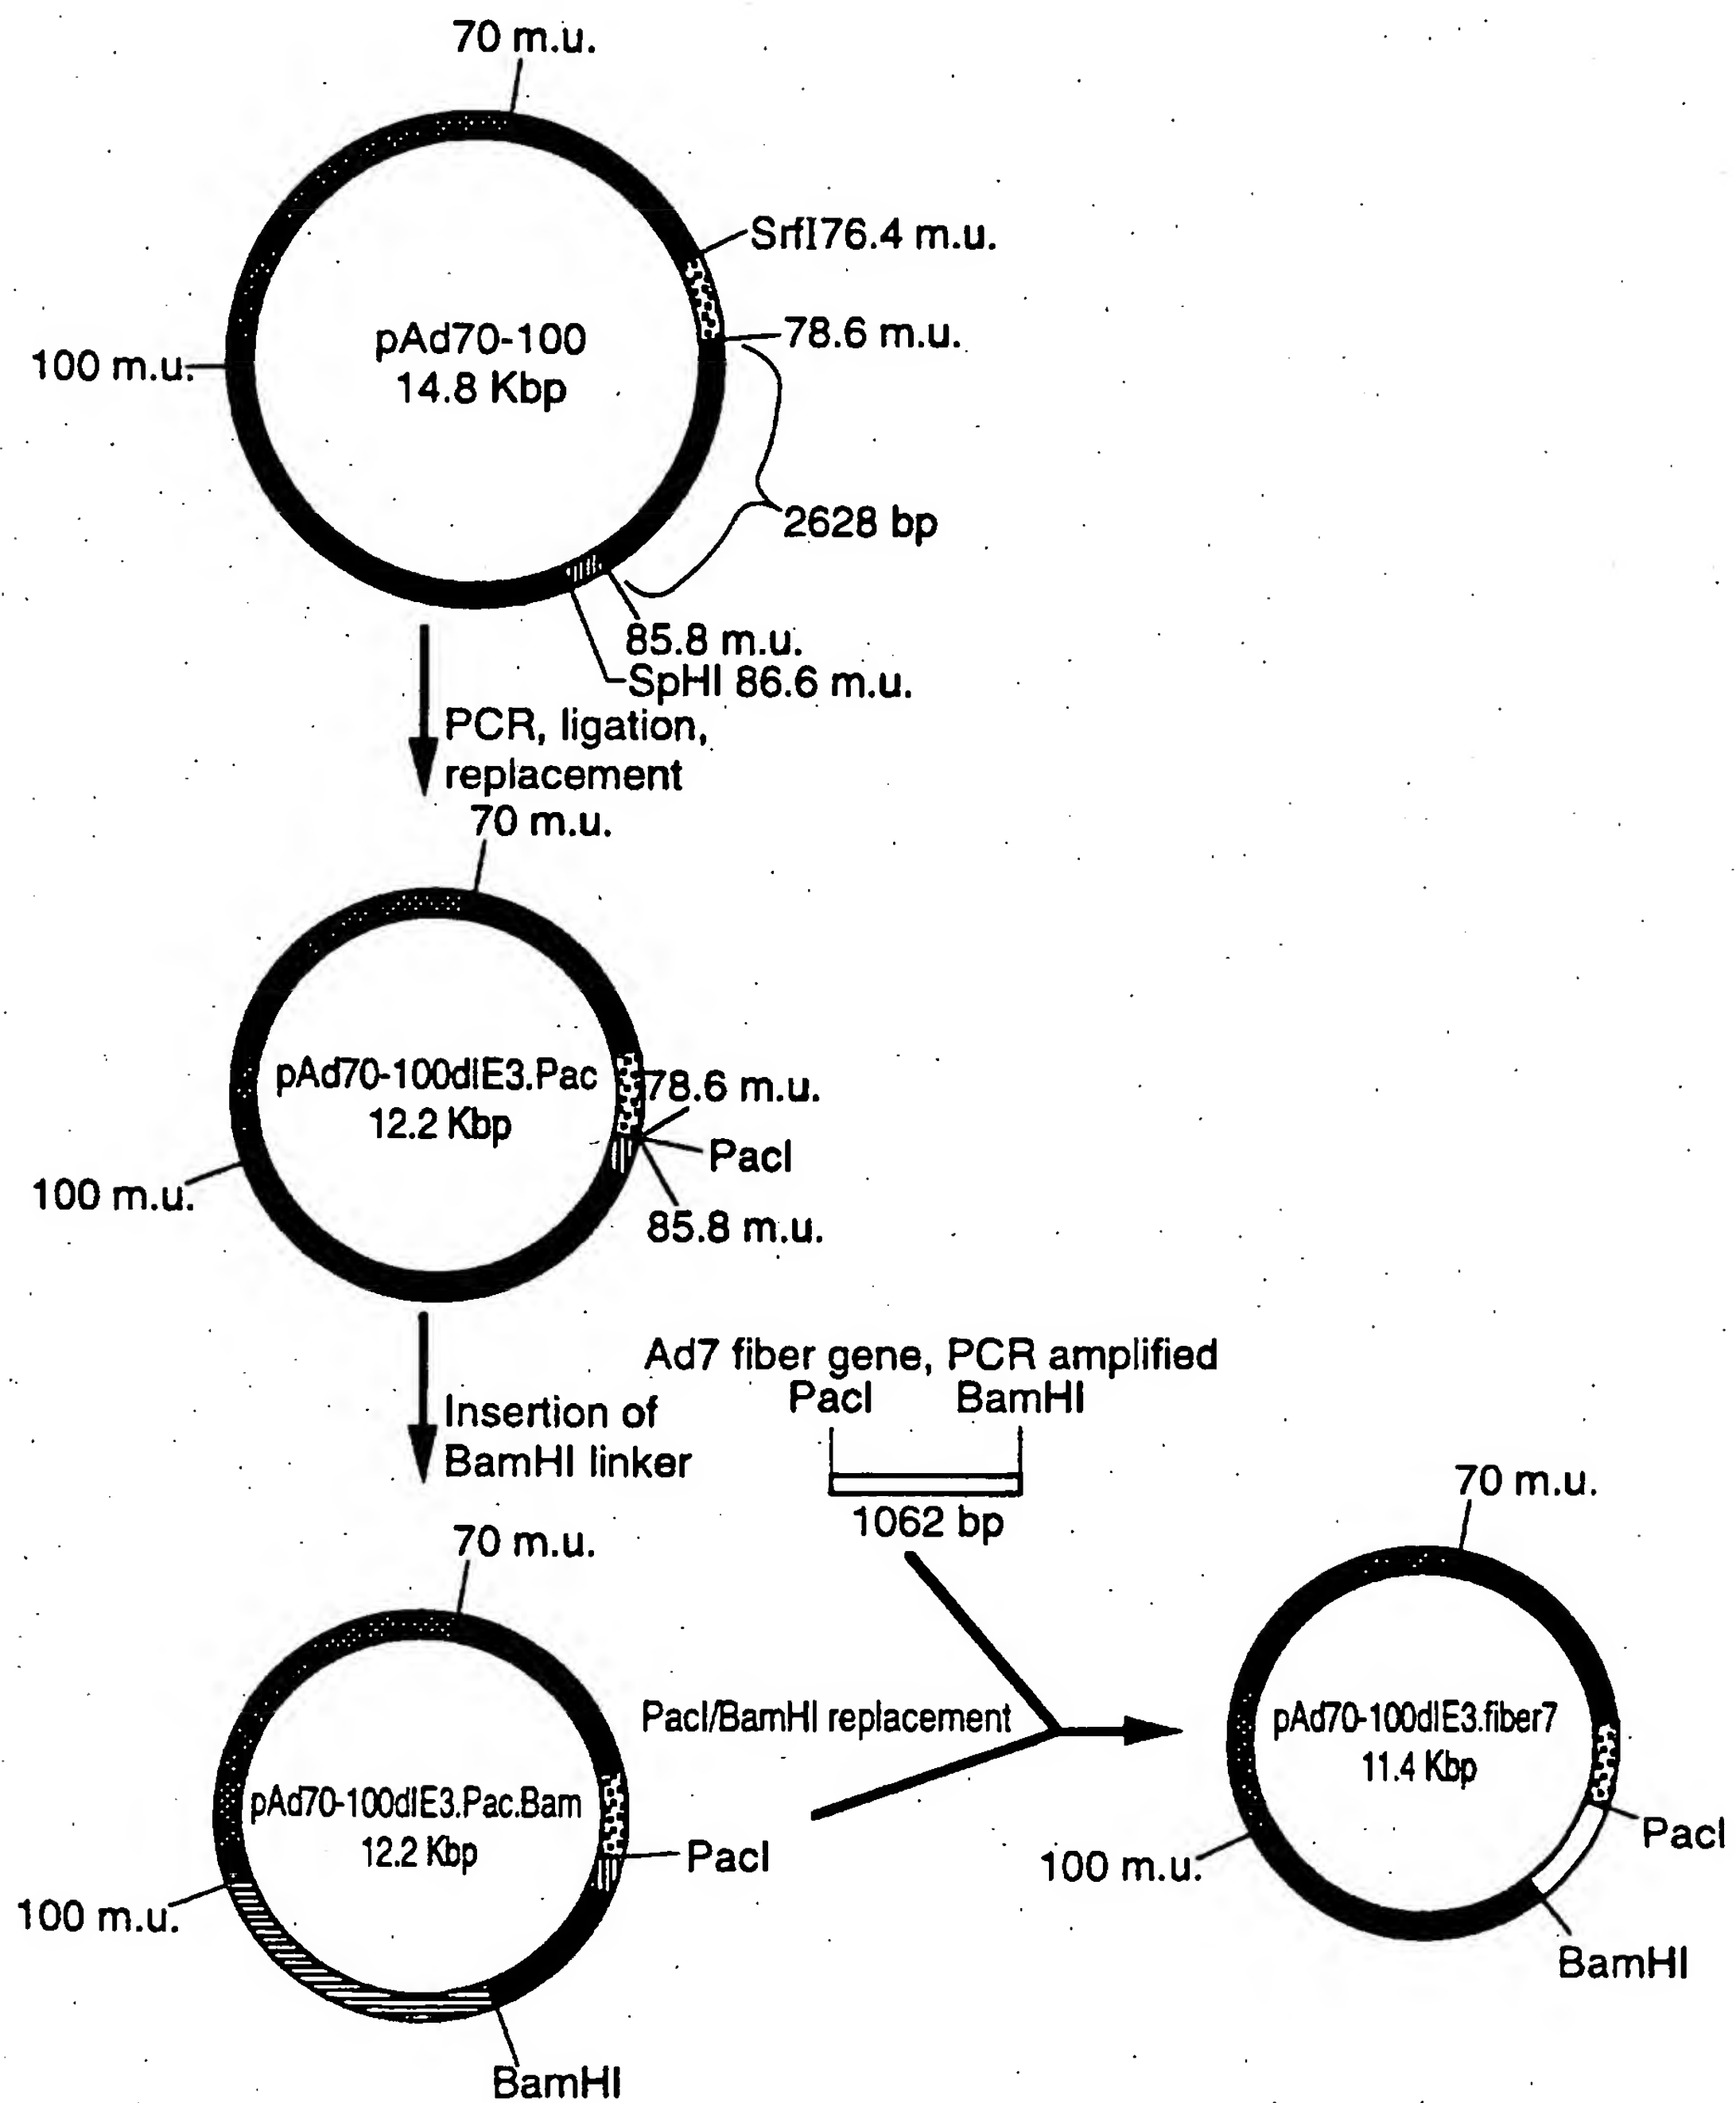 70 m.u.
SrfI76.4 m.u.
78.6 m.u.
pAd70-100
14.8 Kbp
100 m.u.
2628 bp
85.8 m.u.
SpHI 86.6 m.u.
PCR, ligation,
replacement
70 m.u.
pAd70-100dlE3.Pac
12.2 Kbp
78.6 m.u.
PacI
100 m.u.
85.8 m.u.
Insertion of
BamHI linker
Ad7 fiber gene, PCR amplified
PacI BamHI
1062 bp
70 m.u.
PacI/BamHI replacement
pAd70-100dlE3.Pac.Bam
12.2 Kbp
PacI
100 m.u.
BamHI
70 m.u.
pAd70-100dlE3.fiber7
11.4 Kbp
PacI
100 m.u.
BamHI